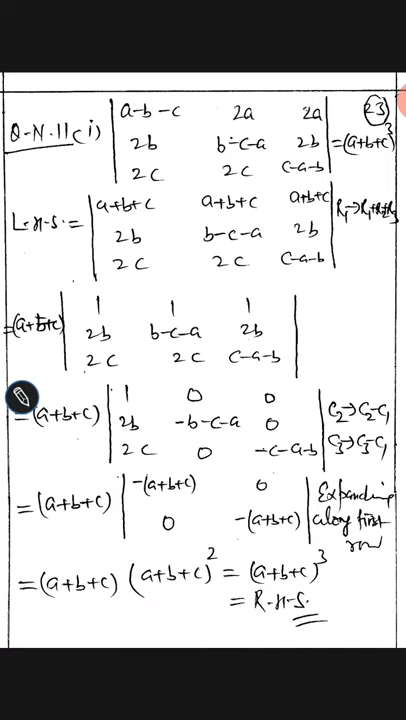 Q.N.11(i) | a-b-c 2a 2a | (23)
| 2b b-c-a 2b | = (a+b+c)³
| 2c 2c c-a-b |
L.H.S. = | a+b+c a+b+c a+b+c | R₁→R₁+R₂+R₃
| 2b b-c-a 2b |
| 2c 2c c-a-b |
= (a+b+c) | 1 1 1 |
| 2b b-c-a 2b |
| 2c 2c c-a-b |
= (a+b+c) | 1 0 0 | C₂→C₂-C₁
| 2b -b-c-a 0 | C₃→C₃-C₁
| 2c 0 -c-a-b |
= (a+b+c) | -(a+b+c) 0 | Expanding
| 0 -(a+b+c) | along first
row
= (a+b+c) (a+b+c)² = (a+b+c)³
= R.H.S.